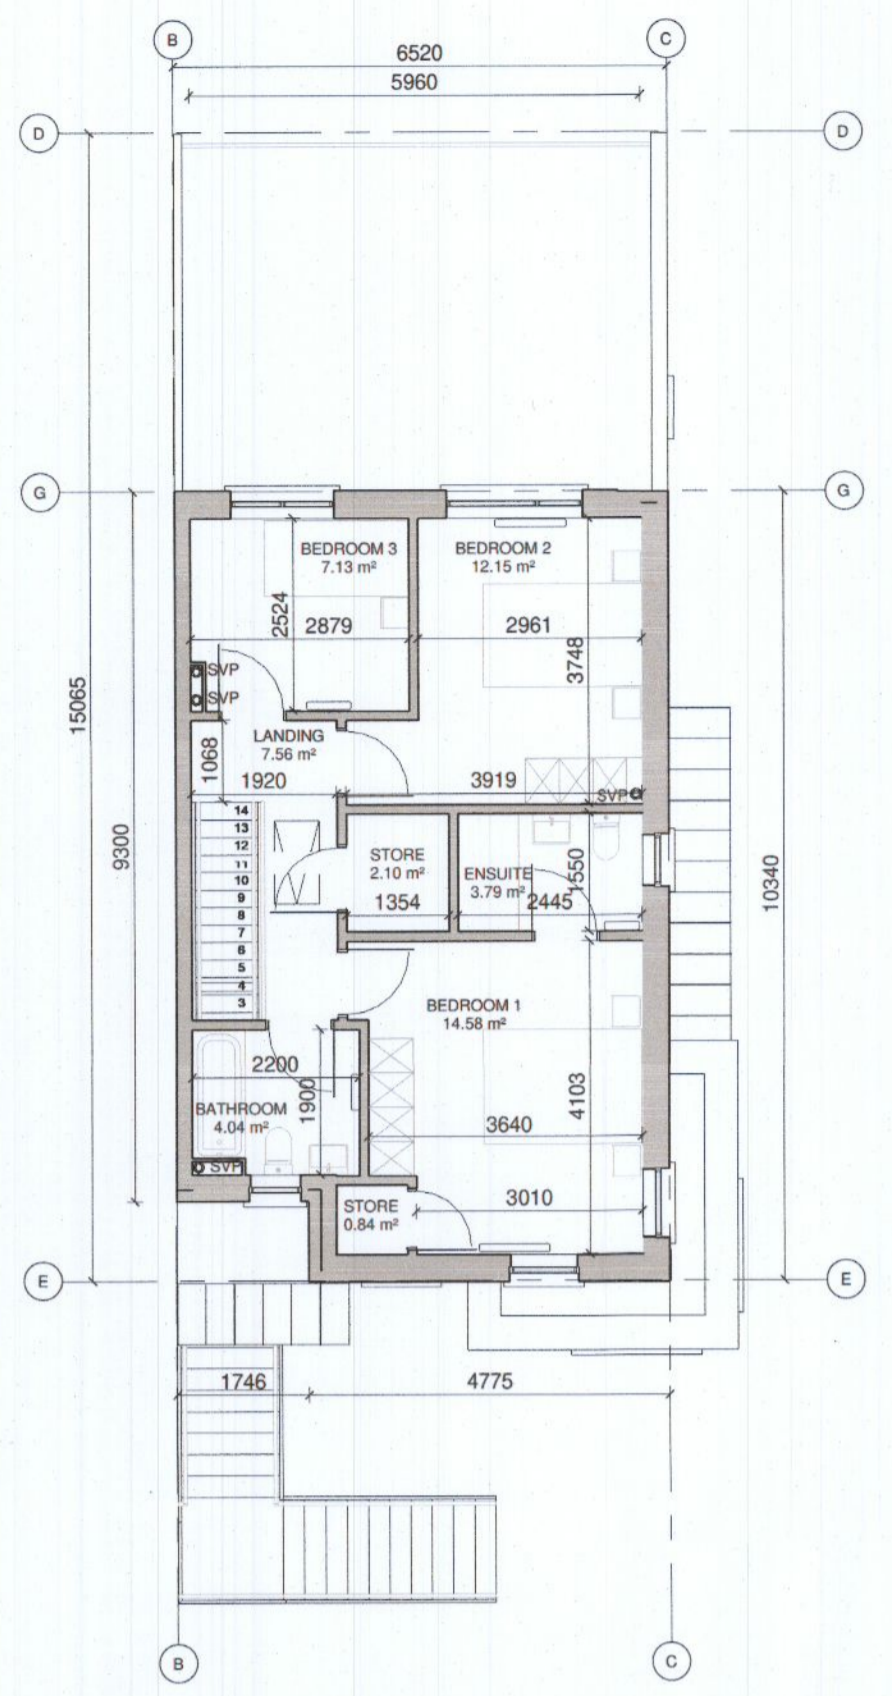 B
C
6520
5960
D
D
G
G
BEDROOM 3
7.13 m²
BEDROOM 2
12.15 m²
2524
2879
2961
3748
SVP
SVP
15065
LANDING
7.56 m²
1068
1920
3919
SVP
14
13
12
11
10
9
8
7
6
5
4
3
9300
STORE
2.10 m²
1354
ENSUITE
3.79 m²
1550
2445
10340
BEDROOM 1
14.58 m²
2200
1900
BATHROOM
4.04 m²
4103
3640
SVP
STORE
0.84 m²
3010
E
E
1746
4775
B
C